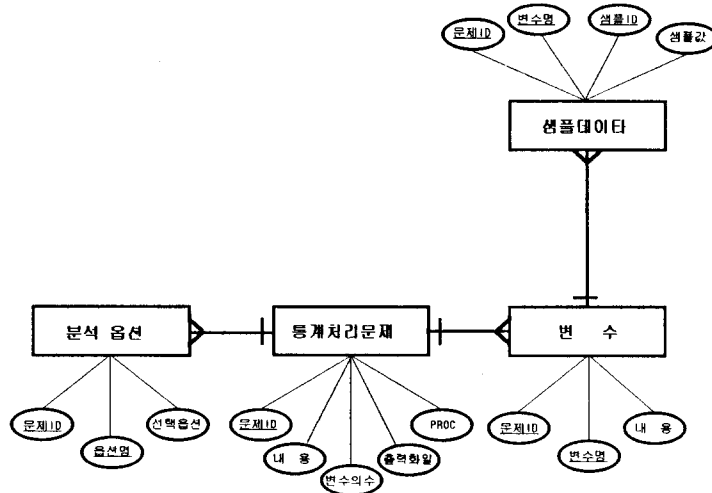 문제ID
변수명
샘플ID
샘플값
샘플데이타
분석 옵션
통계처리문제
변 수
문제ID
옵션명
선택옵션
문제ID
내 용
변수의수
출력화일
PROC
문제ID
변수명
내 용